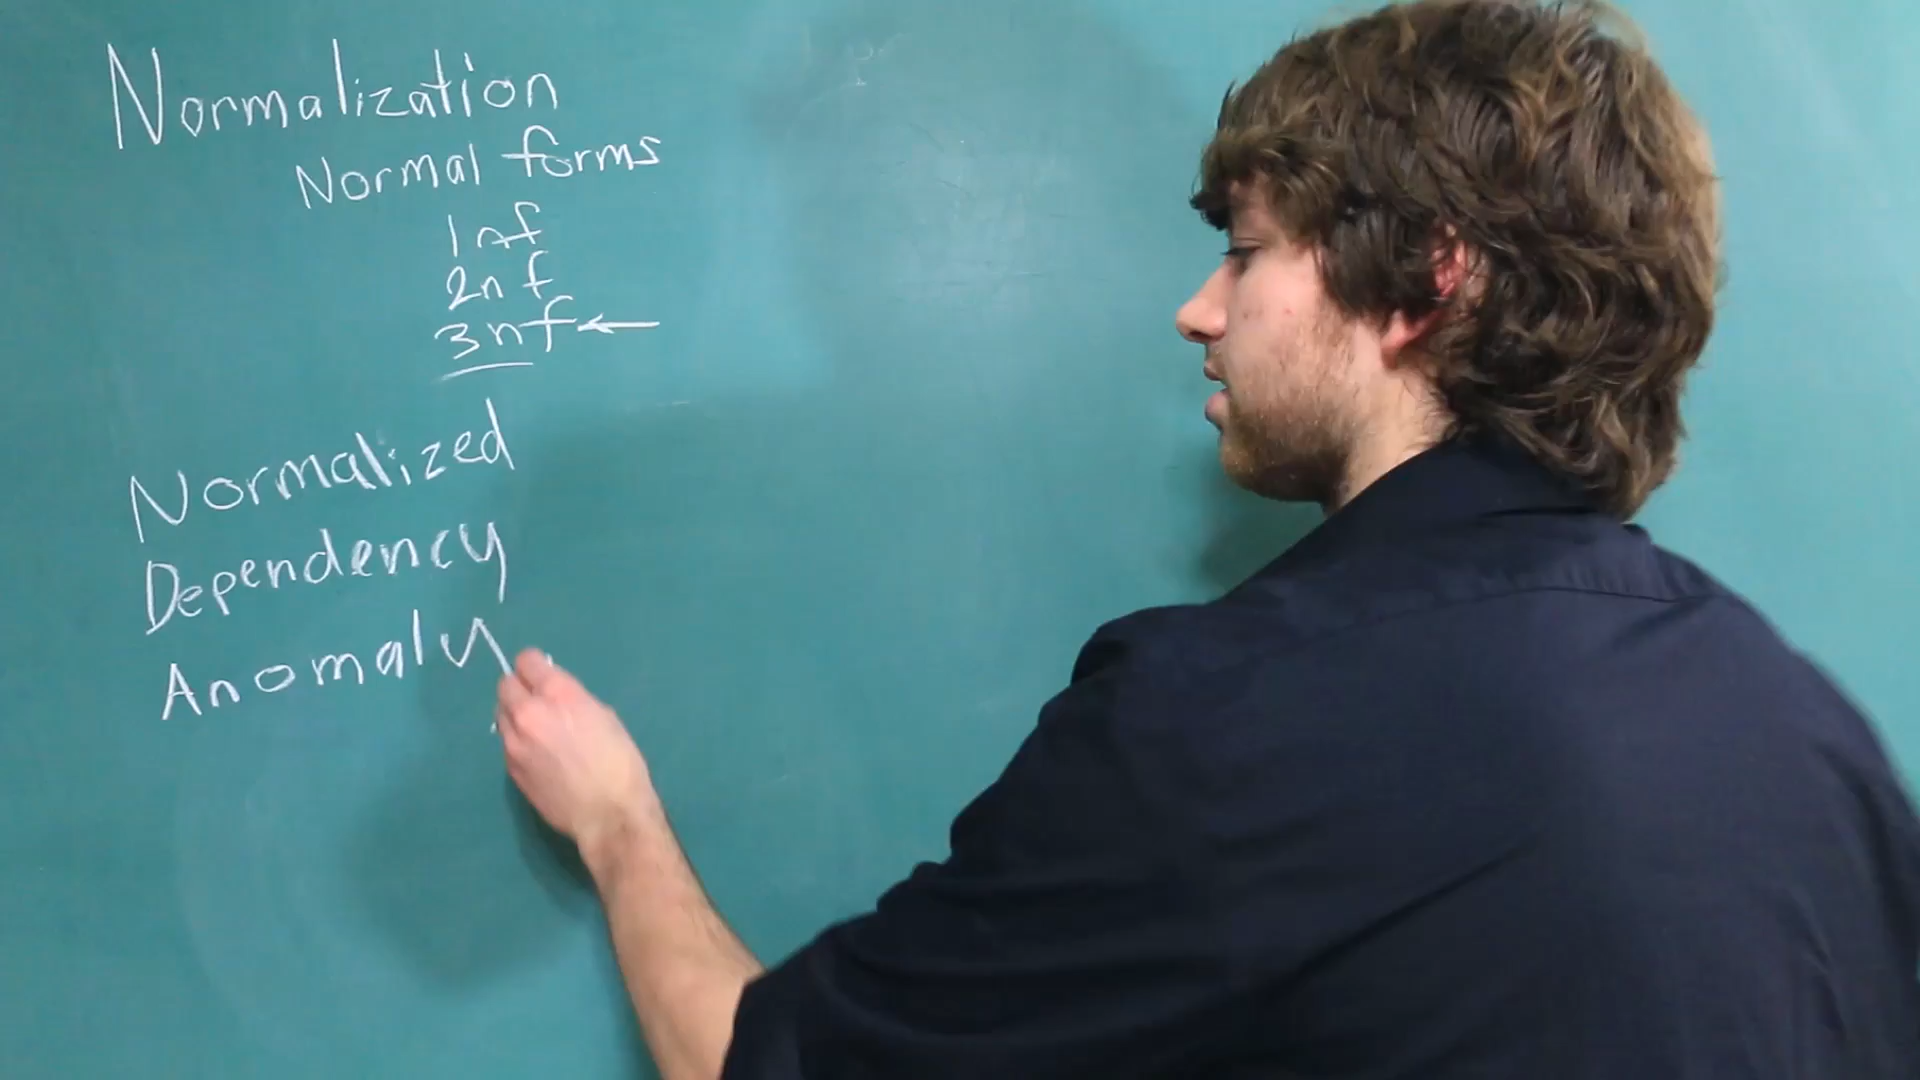 Normalization
Normal forms
1nf
2nf
3nf
Normalized
Dependency
Anomaly